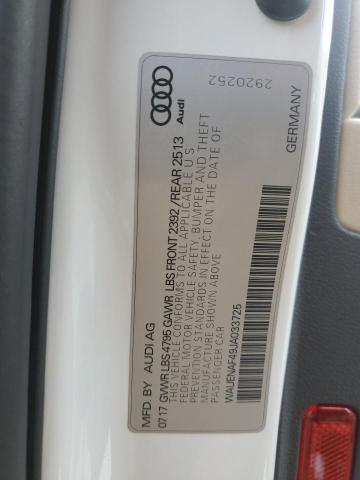 MFD. BY AUDI AG
07 17 GVWR LBS 4795 GAWR LBS FRONT 2392 / REAR 2513
THIS VEHICLE CONFORMS TO ALL APPLICABLE U S
FEDERAL MOTOR VEHICLE SAFETY, BUMPER AND THEFT
PREVENTION STANDARDS IN EFFECT ON THE DATE OF
MANUFACTURE SHOWN ABOVE
PASSENGER CAR
WAUENAF49JA033725
Audi
2920252
GERMANY